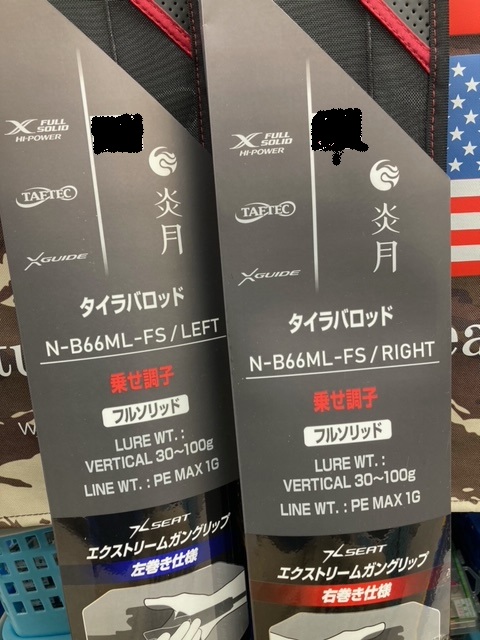 X FULL
SOLID
HI-POWER
TAFTEC
X GUIDE
炎月
タイラバロッド
N-B66ML-FS / LEFT
乗せ調子
フルソリッド
LURE WT. :
VERTICAL 30~100g
LINE WT. : PE MAX 1G
X SEAT
エクストリームガングリップ
左巻き仕様
X FULL
SOLID
HI-POWER
TAFTEC
X GUIDE
炎月
タイラバロッド
N-B66ML-FS / RIGHT
乗せ調子
フルソリッド
LURE WT. :
VERTICAL 30~100g
LINE WT. : PE MAX 1G
X SEAT
エクストリームガングリップ
右巻き仕様